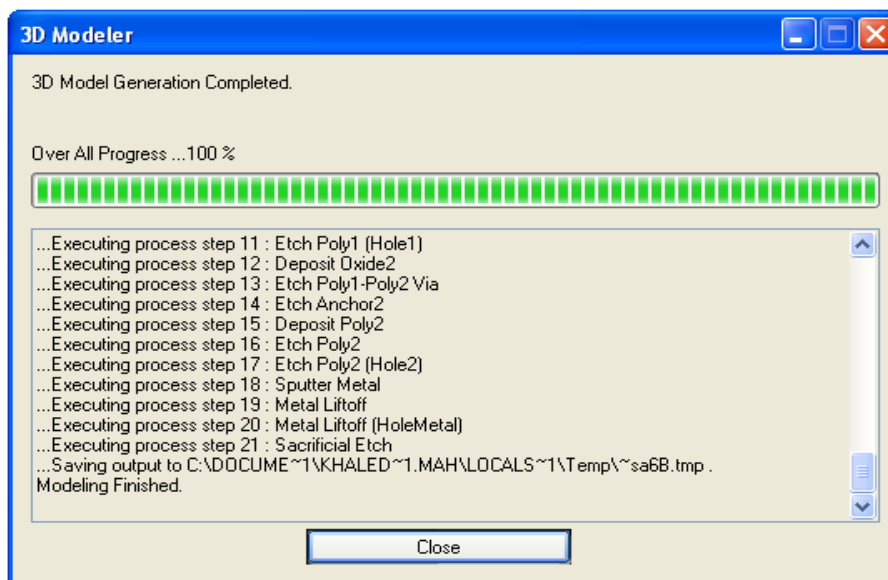 3D Modeler
3D Model Generation Completed.
Over All Progress ...100 %
...Executing process step 11 : Etch Poly1 (Hole1)
...Executing process step 12 : Deposit Oxide2
...Executing process step 13 : Etch Poly1-Poly2 Via
...Executing process step 14 : Etch Anchor2
...Executing process step 15 : Deposit Poly2
...Executing process step 16 : Etch Poly2
...Executing process step 17 : Etch Poly2 (Hole2)
...Executing process step 18 : Sputter Metal
...Executing process step 19 : Metal Liftoff
...Executing process step 20 : Metal Liftoff (HoleMetal)
...Executing process step 21 : Sacrificial Etch
...Saving output to C:\DOCUME~1\KHALED~1.MAH\LOCALS~1\Temp\~sa6B.tmp .
Modeling Finished.
Close